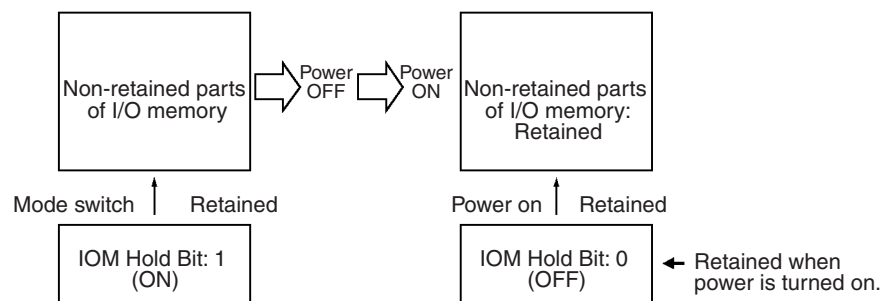 Non-retained parts
of I/O memory
Power
OFF
Power
ON
Non-retained parts
of I/O memory:
Retained
Mode switch
Retained
Power on
Retained
IOM Hold Bit: 1
(ON)
IOM Hold Bit: 0
(OFF)
Retained when
power is turned on.